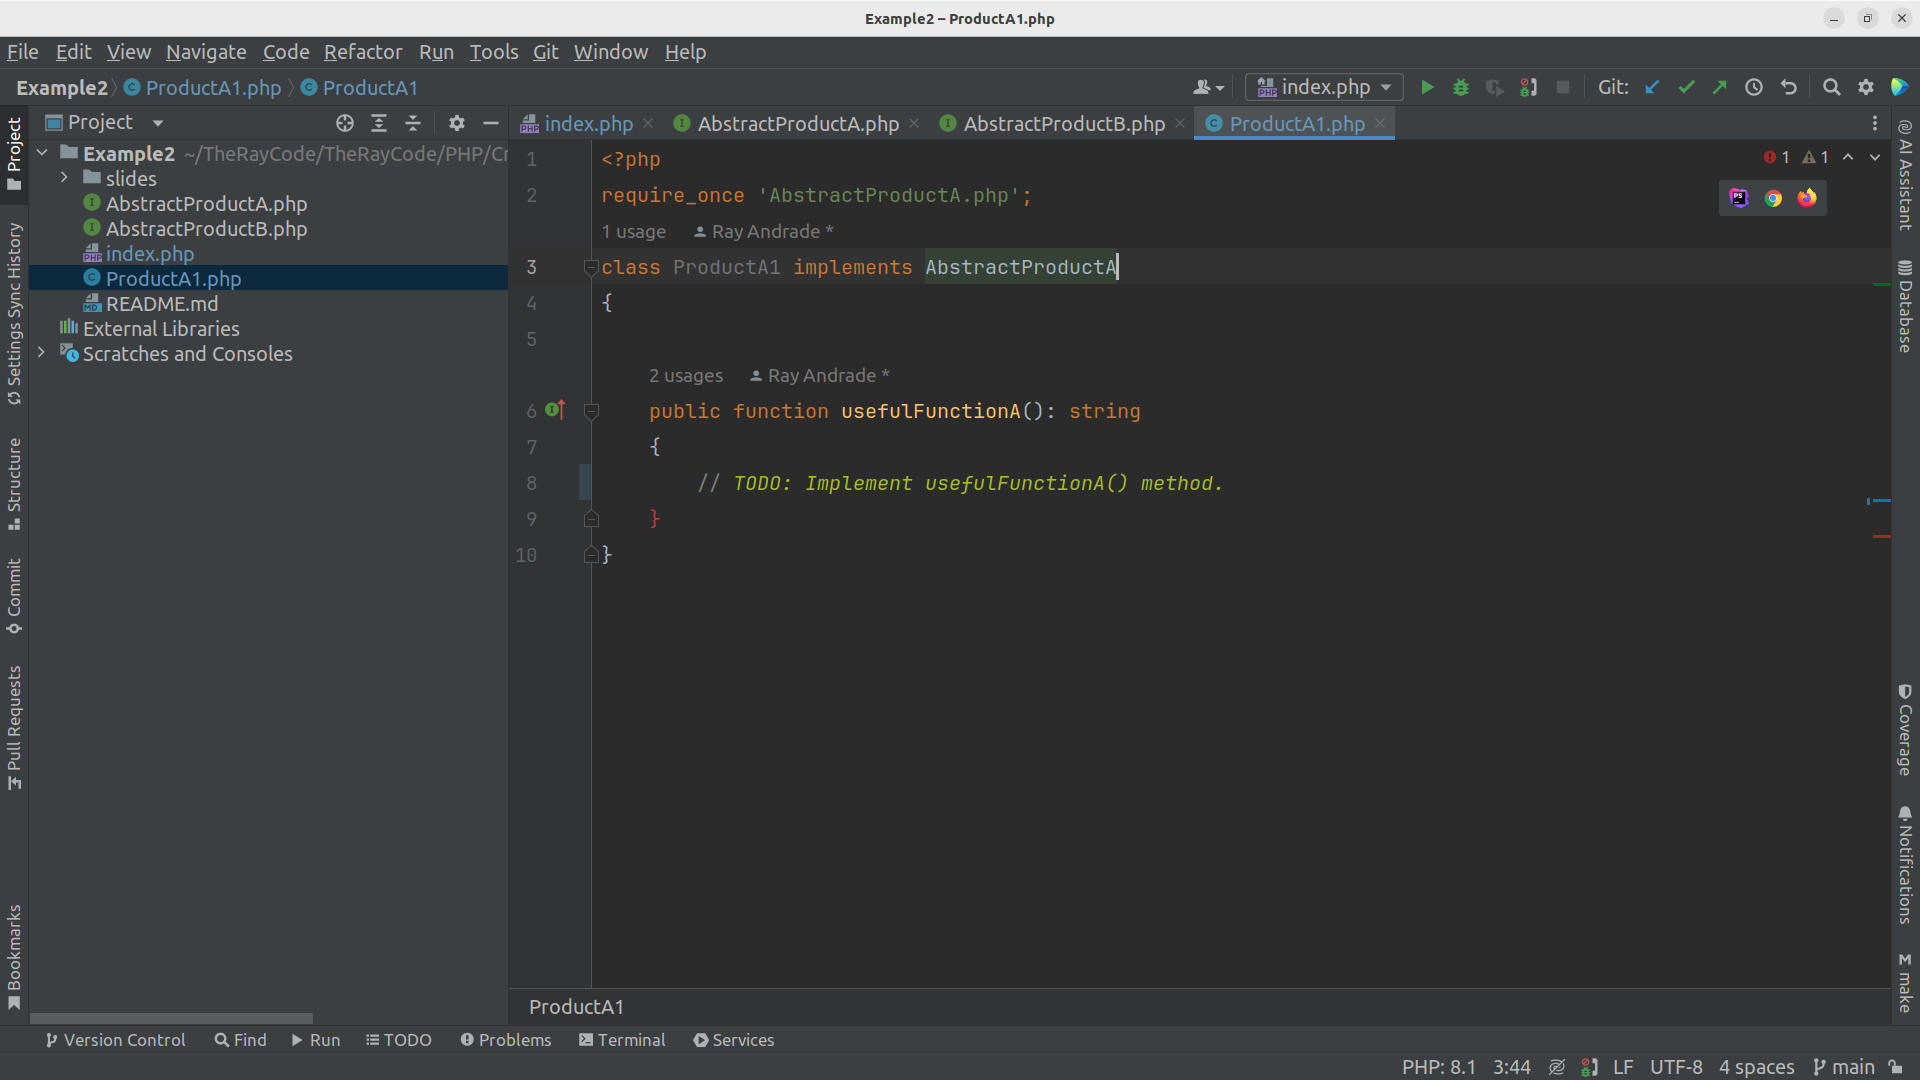 Example2 – ProductA1.php
File Edit View Navigate Code Refactor Run Tools Git Window Help
Example2 ProductA1.php ProductA1
index.php Git:
Project
index.php AbstractProductA.php AbstractProductB.php ProductA1.php
Example2 ~/TheRayCode/TheRayCode/PHP/Cr
slides
AbstractProductA.php
AbstractProductB.php
index.php
ProductA1.php
README.md
External Libraries
Scratches and Consoles
1 <?php
1 1
2 require_once 'AbstractProductA.php';
1 usage Ray Andrade *
3 class ProductA1 implements AbstractProductA
4 {
5
2 usages Ray Andrade *
6 public function usefulFunctionA(): string
7 {
8 // TODO: Implement usefulFunctionA() method.
9 }
10 }
ProductA1
Project
Settings Sync History
Structure
Commit
Pull Requests
Bookmarks
AI Assistant
Database
Coverage
Notifications
make
Version Control Find Run TODO Problems Terminal Services
PHP: 8.1 3:44 LF UTF-8 4 spaces main